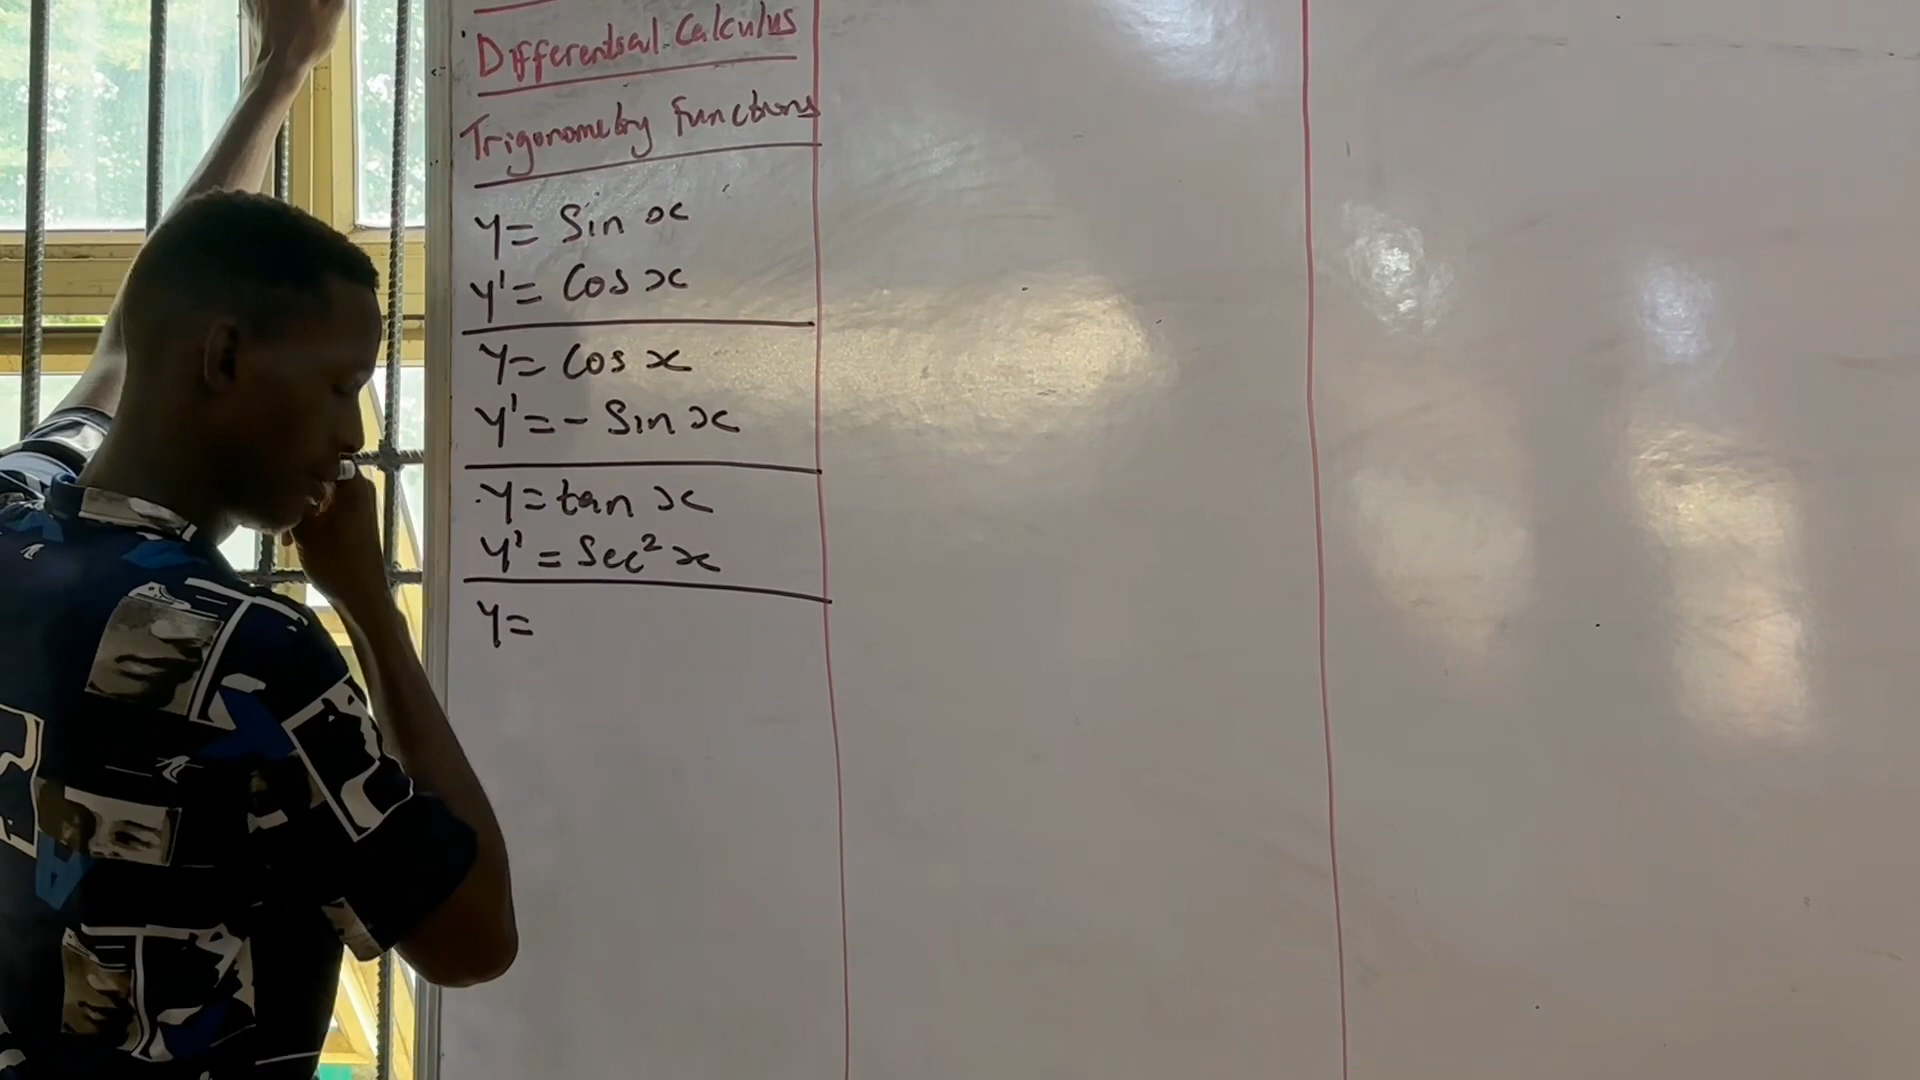 Differential Calculus
Trigonometry Functions
y = Sin x
y' = Cos x
y = Cos x
y' = - Sin x
y = tan x
y' = Sec² x
y =